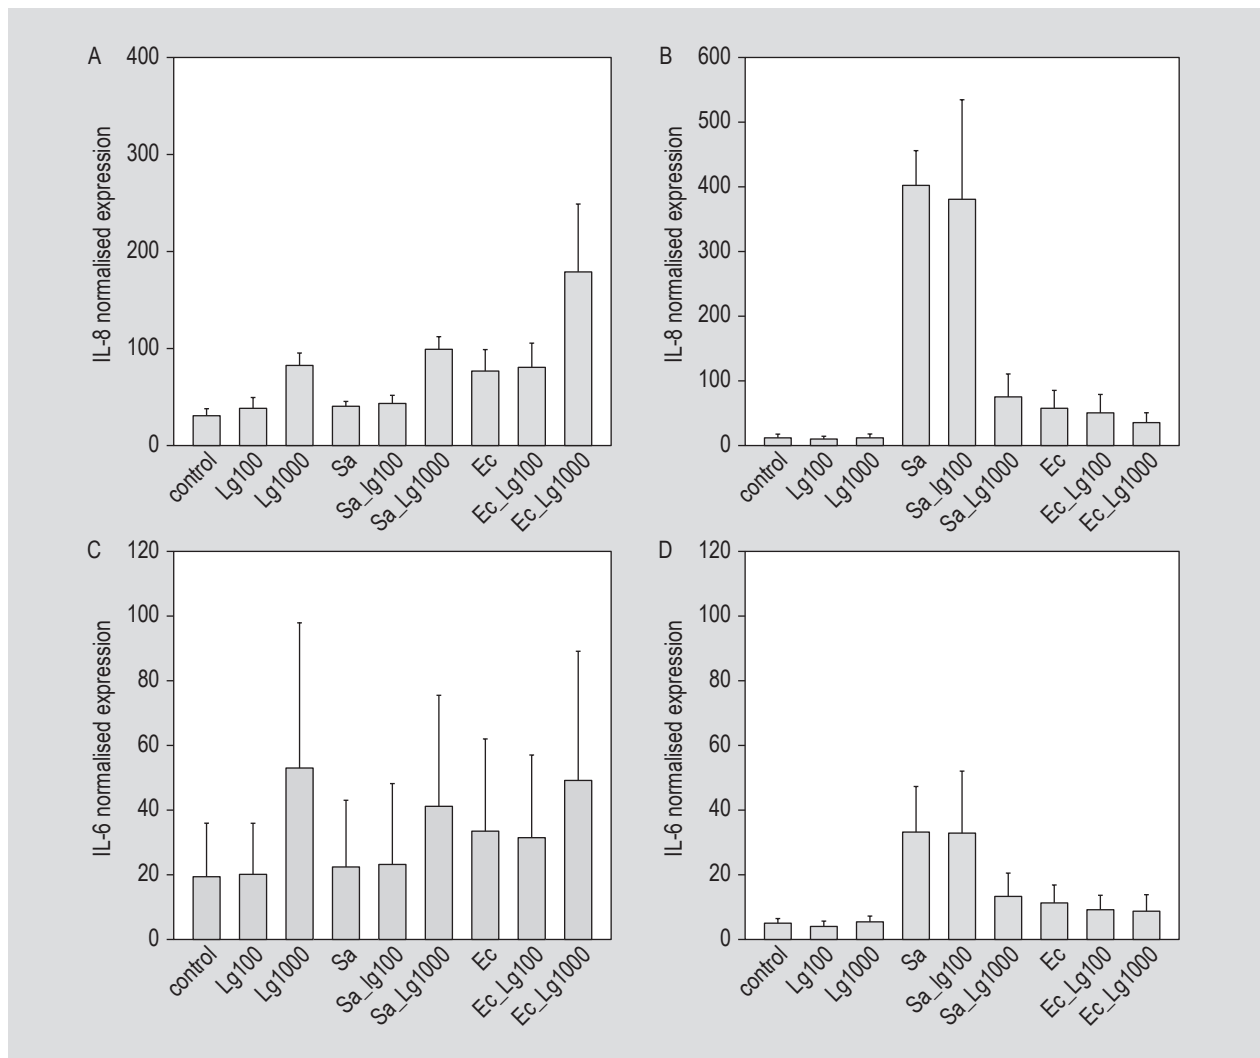 A
IL-8 normalised expression
400
300
200
100
0
control
Lg100
Lg1000
Sa
Sa_lg100
Sa_Lg1000
Ec
Ec_Lg100
Ec_Lg1000
B
IL-8 normalised expression
600
500
400
300
200
100
0
control
Lg100
Lg1000
Sa
Sa_lg100
Sa_Lg1000
Ec
Ec_Lg100
Ec_Lg1000
C
IL-6 normalised expression
120
100
80
60
40
20
0
control
Lg100
Lg1000
Sa
Sa_lg100
Sa_Lg1000
Ec
Ec_Lg100
Ec_Lg1000
D
IL-6 normalised expression
120
100
80
60
40
20
0
control
Lg100
Lg1000
Sa
Sa_lg100
Sa_Lg1000
Ec
Ec_Lg100
Ec_Lg1000